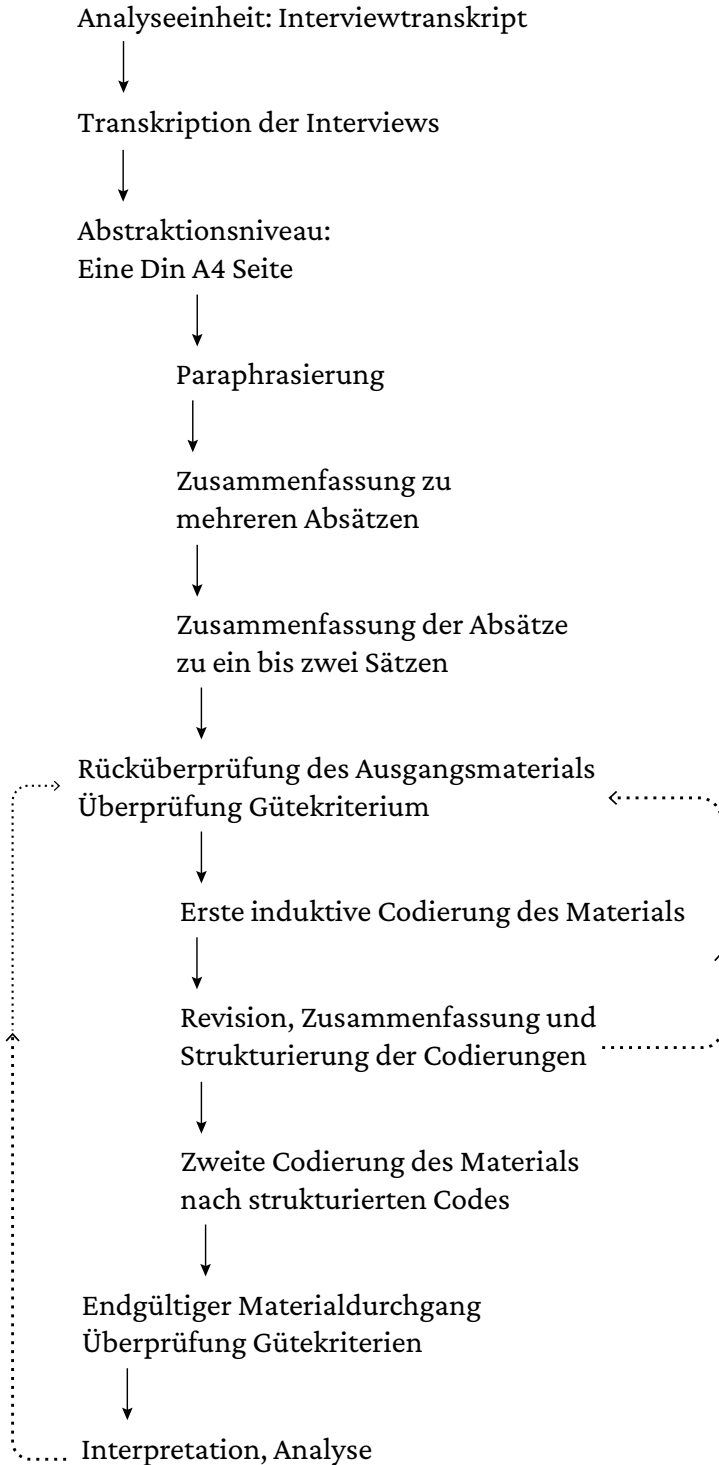 Analyseeinheit: Interviewtranskript
Transkription der Interviews
Abstraktionsniveau:
Eine Din A4 Seite
Paraphrasierung
Zusammenfassung zu
mehreren Absätzen
Zusammenfassung der Absätze
zu ein bis zwei Sätzen
Rücküberprüfung des Ausgangsmaterials
Überprüfung Gütekriterium
Erste induktive Codierung des Materials
Revision, Zusammenfassung und
Strukturierung der Codierungen
Zweite Codierung des Materials
nach strukturierten Codes
Endgültiger Materialdurchgang
Überprüfung Gütekriterien
Interpretation, Analyse